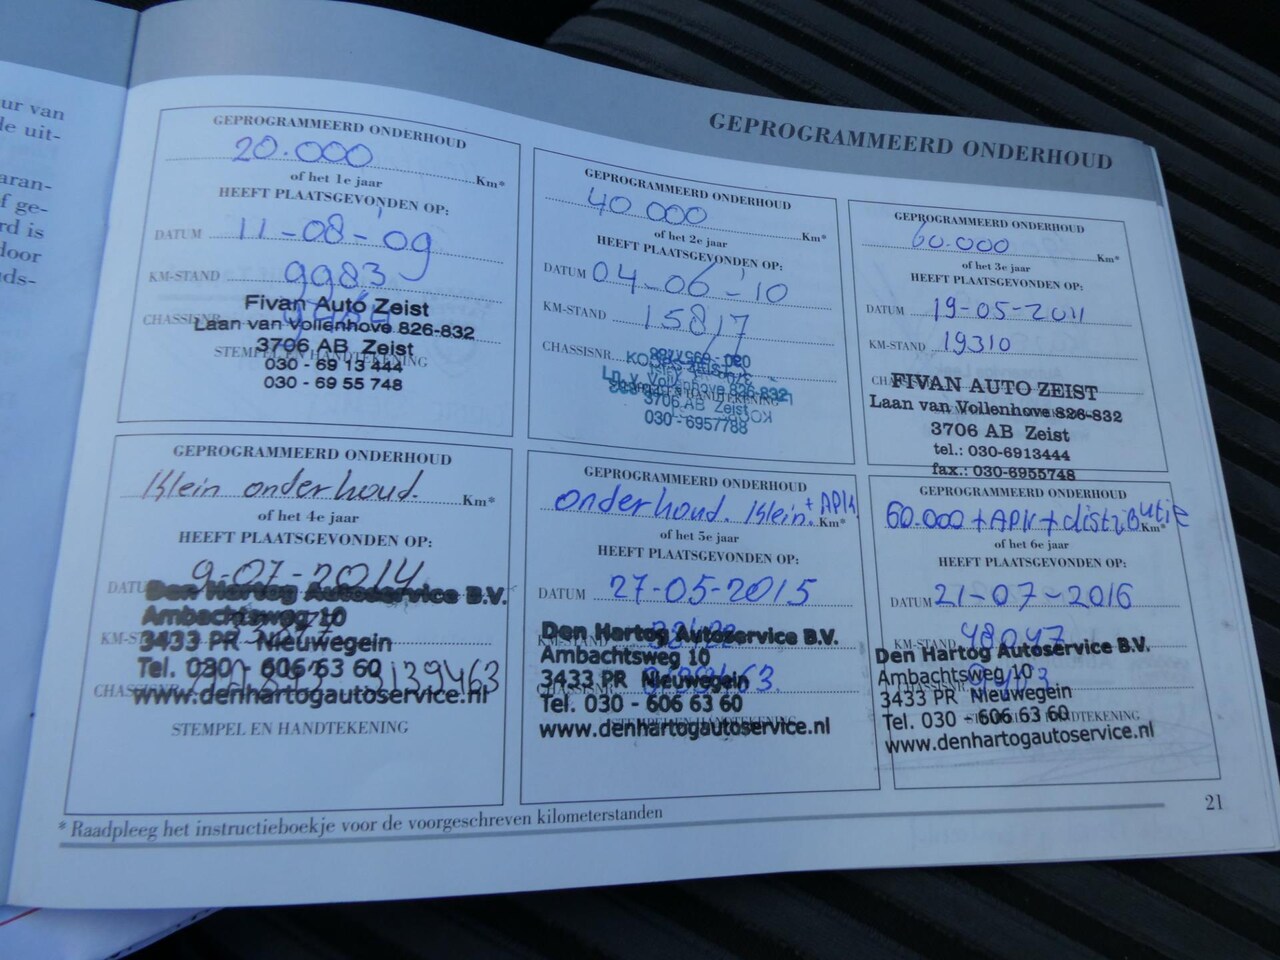 ur van
de uit-
aran-
f ge-
rd is
door
ds-
GEPROGRAMMEERD ONDERHOUD
GEPROGRAMMEERD ONDERHOUD
20.000 Km*
of het 1e jaar
HEEFT PLAATSGEVONDEN OP:
DATUM 11-08-'09
KM-STAND 9983
CHASSISNR.
Fivan Auto Zeist
Laan van Vollenhove 826-832
3706 AB Zeist
STEMPEL EN HANDTEKENING
030 - 69 13 444
030 - 69 55 748
GEPROGRAMMEERD ONDERHOUD
40 000 Km*
of het 2e jaar
HEEFT PLAATSGEVONDEN OP:
DATUM 04-06-'10
KM-STAND 15817
CHASSISNR.
Ln. v. Vollenhove 826-832
3706 AB Zeist
030 - 6957788
GEPROGRAMMEERD ONDERHOUD
60.000 Km*
of het 3e jaar
HEEFT PLAATSGEVONDEN OP:
DATUM 19-05-2011
KM-STAND 19310
FIVAN AUTO ZEIST
Laan van Vollenhove 826-832
3706 AB Zeist
tel.: 030-6913444
fax.: 030-6955748
GEPROGRAMMEERD ONDERHOUD
Klein onderhoud. Km*
of het 4e jaar
HEEFT PLAATSGEVONDEN OP:
DATUM 9-07-2014
Den Hartog Autoservice B.V.
Ambachtsweg 10
3433 PR Nieuwegein
Tel. 030 - 606 63 60
www.denhartogautoservice.nl
STEMPEL EN HANDTEKENING
GEPROGRAMMEERD ONDERHOUD
onderhoud. Klein. + APK. Km*
of het 5e jaar
HEEFT PLAATSGEVONDEN OP:
DATUM 27-05-2015
Den Hartog Autoservice B.V.
Ambachtsweg 10
3433 PR Nieuwegein
Tel. 030 - 606 63 60
www.denhartogautoservice.nl
GEPROGRAMMEERD ONDERHOUD
60.000 + APK + distributie Km*
of het 6e jaar
HEEFT PLAATSGEVONDEN OP:
DATUM 21-07-2016
KM-STAND 48047
Den Hartog Autoservice B.V.
Ambachtsweg 10
3433 PR Nieuwegein
Tel. 030 - 606 63 60
www.denhartogautoservice.nl
* Raadpleeg het instructieboekje voor de voorgeschreven kilometerstanden
21